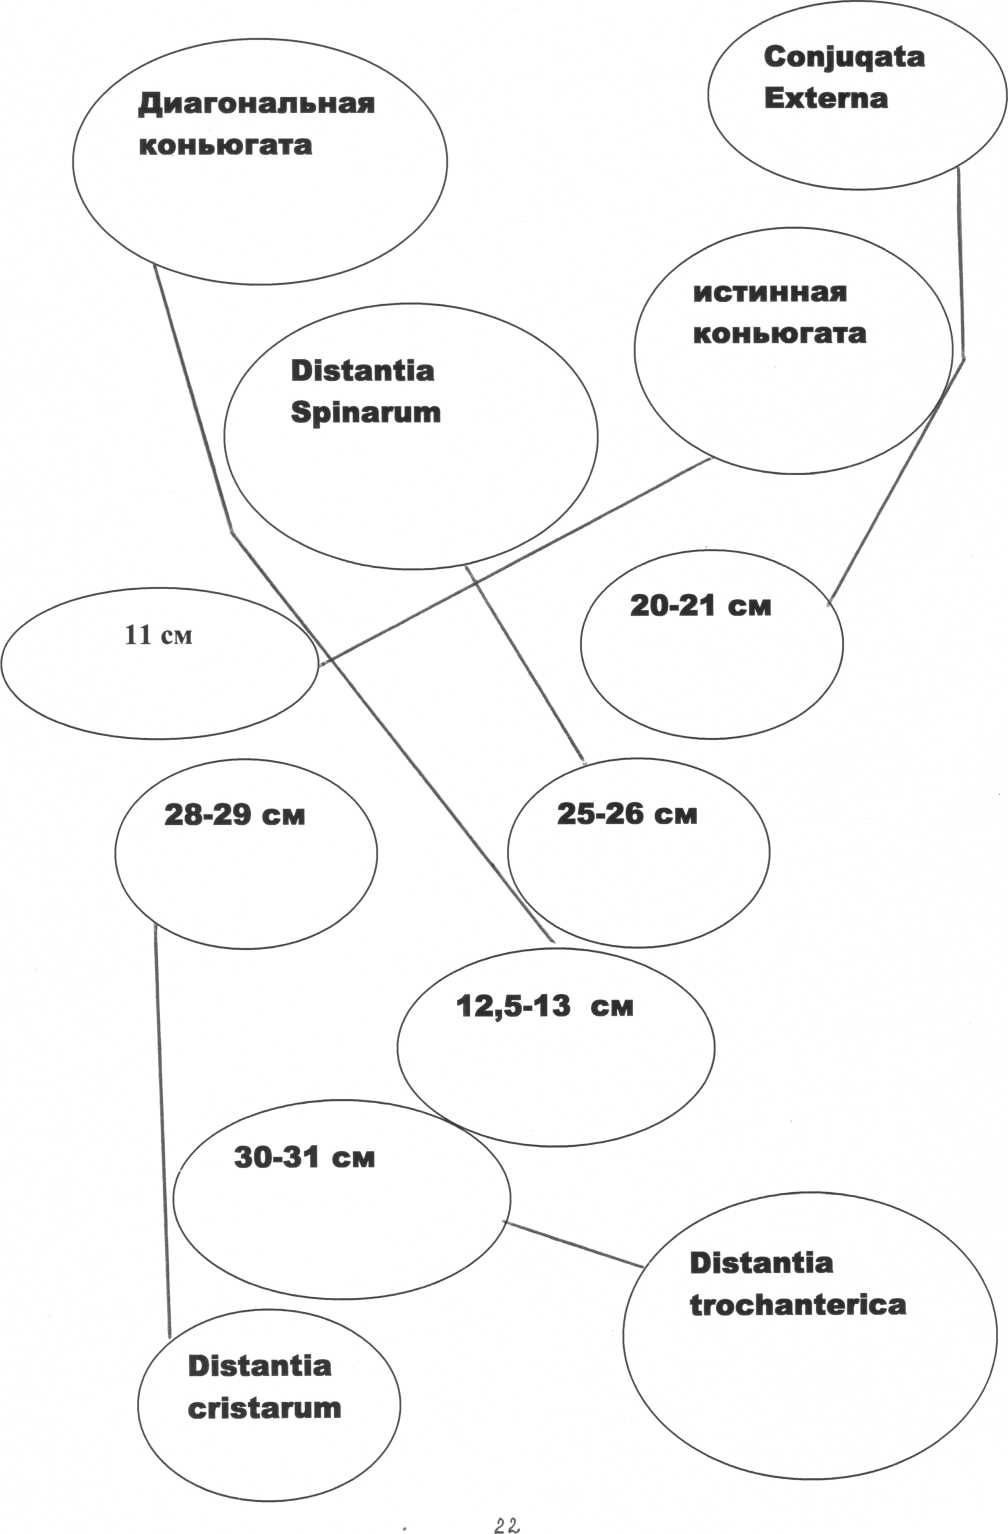 Conjuqata
Externa
Диагональная
коньюгата
истинная
коньюгата
Distantia
Spinarum
20-21 см
11 см
28-29 см
25-26 см
12,5-13 см
30-31 см
Distantia
trochanterica
Distantia
cristarum
22